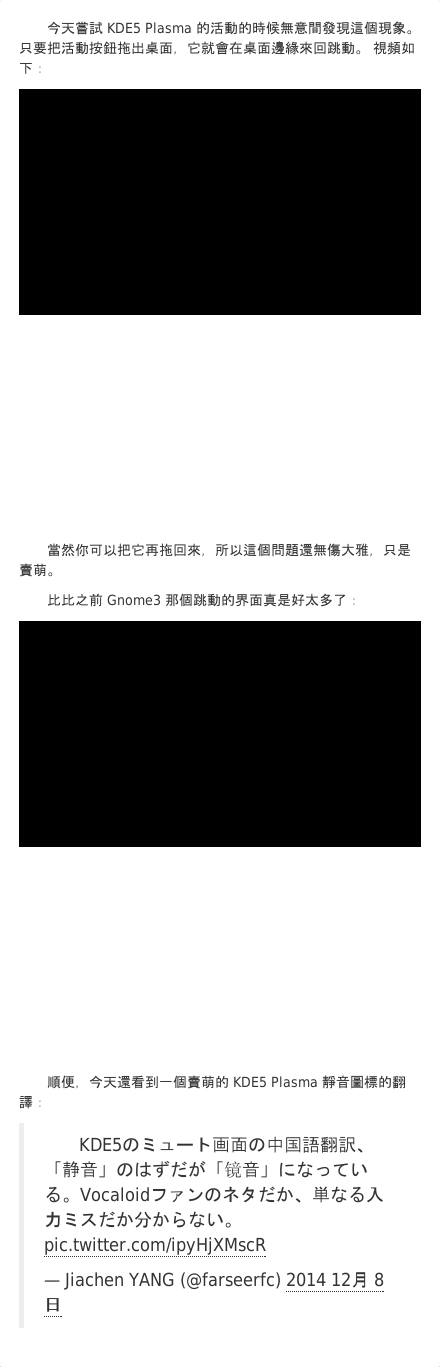 今天嘗試 KDE5 Plasma 的活動的時候無意間發現這個現象。
只要把活動按鈕拖出桌面，它就會在桌面邊緣來回跳動。 視頻如
下：
當然你可以把它再拖回來，所以這個問題還無傷大雅，只是
賣萌。
比比之前 Gnome3 那個跳動的界面真是好太多了：
順便，今天還看到一個賣萌的 KDE5 Plasma 靜音圖標的翻
譯：
KDE5のミュート画面の中国語翻訳、
「静音」のはずだが「镜音」になってい
る。Vocaloidファンのネタだか、単なる入
力ミスだか分からない。
pic.twitter.com/ipyHjXMscR
— Jiachen YANG (@farseerfc) 2014 12月 8
日